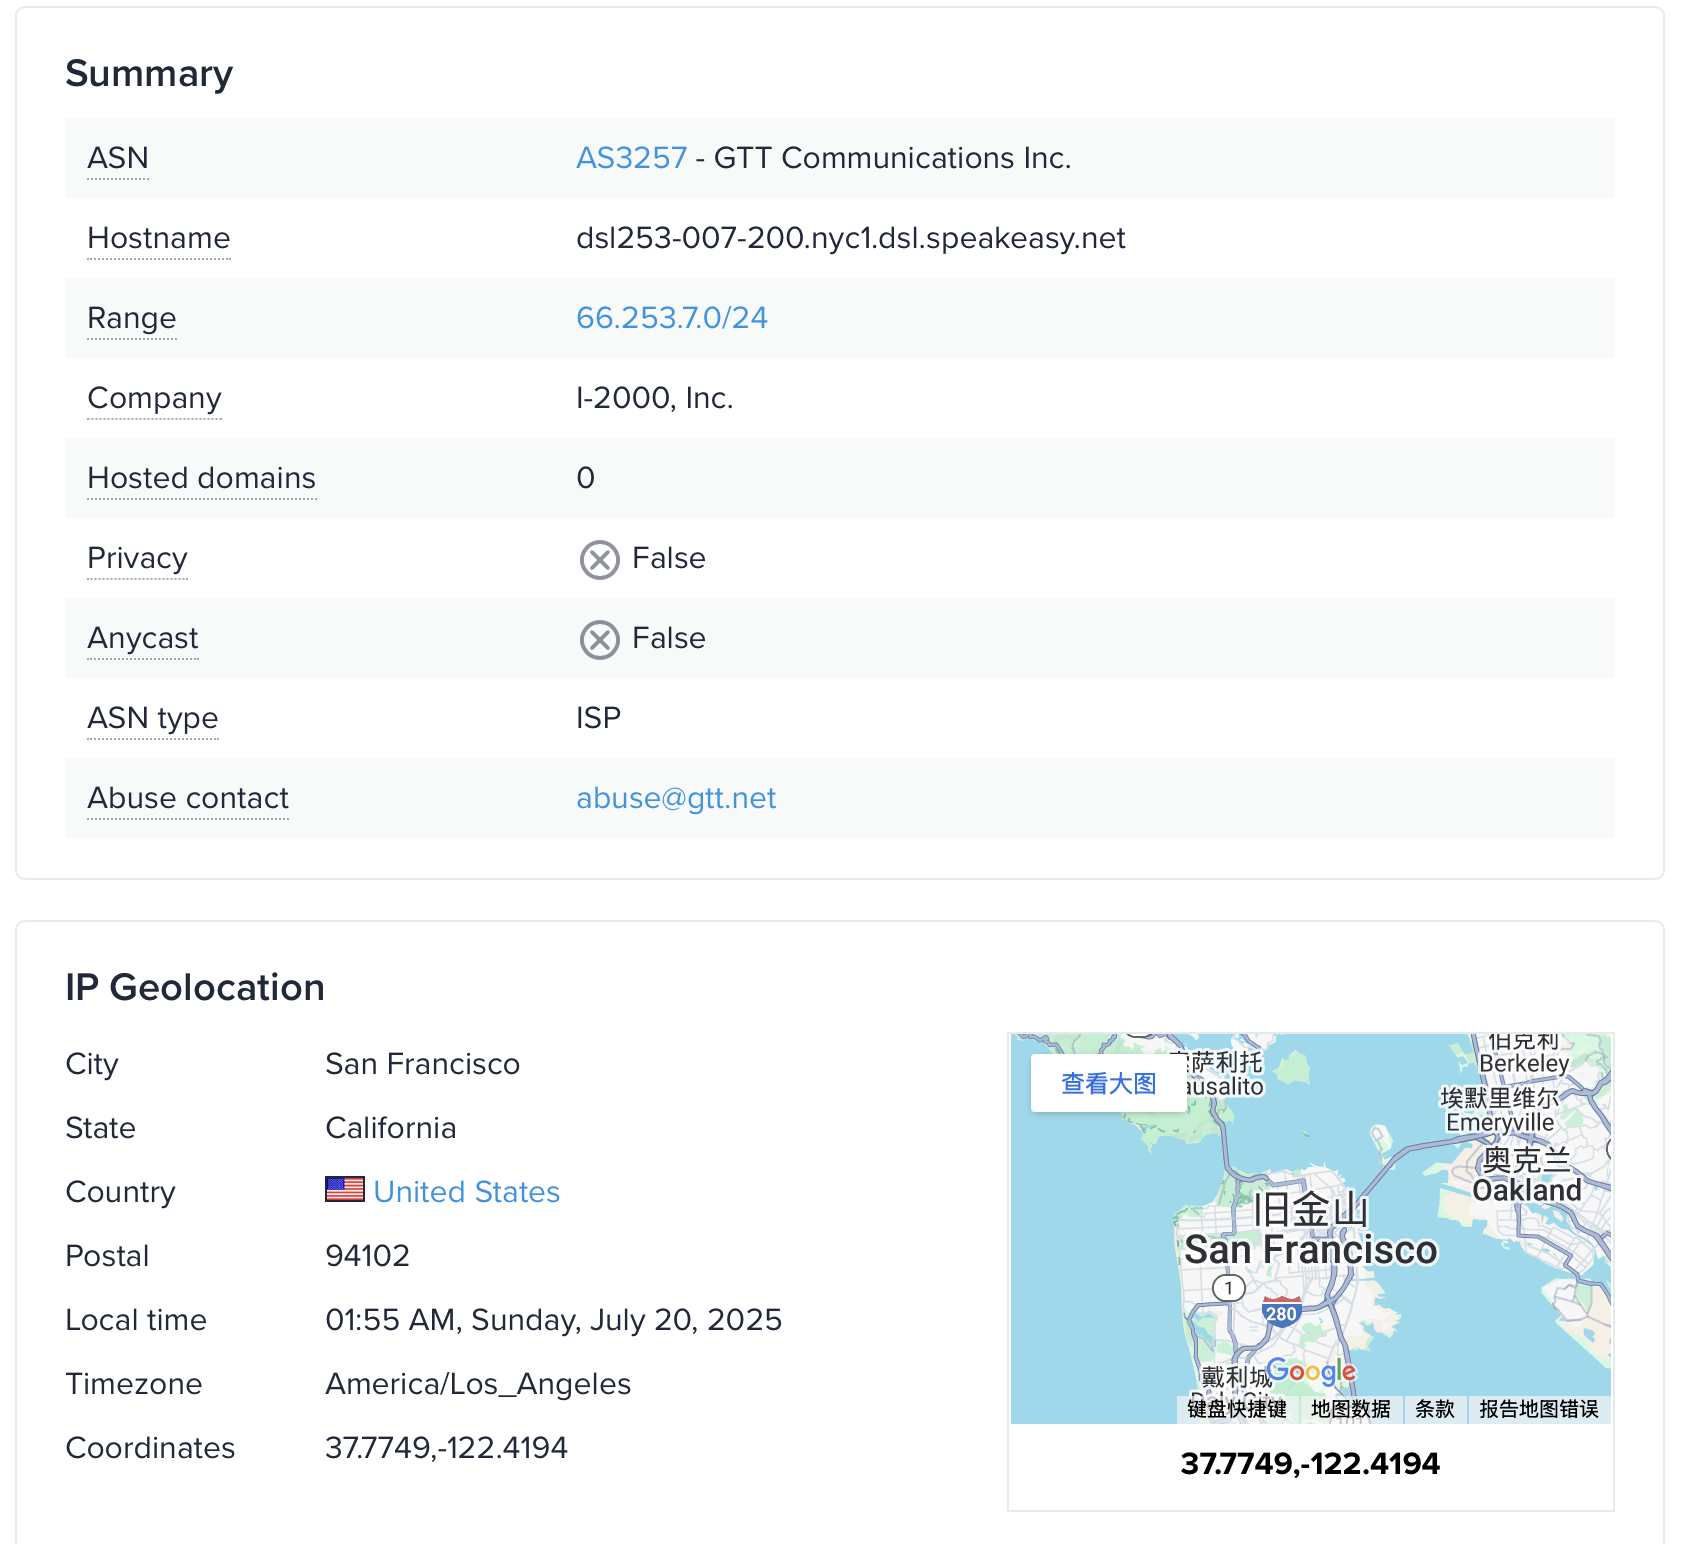 Summary
ASN AS3257 - GTT Communications Inc.
Hostname dsl253-007-200.nyc1.dsl.speakeasy.net
Range 66.253.7.0/24
Company I-2000, Inc.
Hosted domains 0
Privacy False
Anycast False
ASN type ISP
Abuse contact abuse@gtt.net
IP Geolocation
City San Francisco
State California
Country United States
Postal 94102
Local time 01:55 AM, Sunday, July 20, 2025
Timezone America/Los_Angeles
Coordinates 37.7749,-122.4194
查看大图
伯克利
Berkeley
埃默里维尔
Emeryville
奥克兰
Oakland
旧金山
San Francisco
1
280
戴利城
Google
键盘快捷键 地图数据 条款 报告地图错误
37.7749,-122.4194